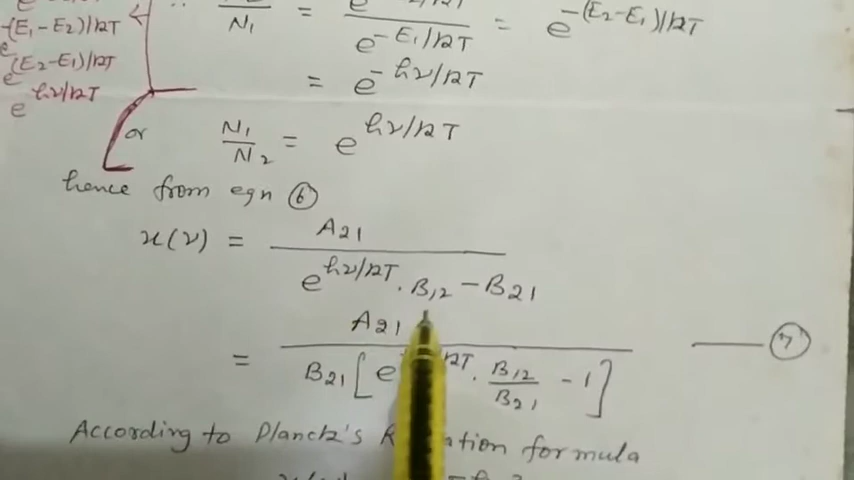 N₁ = e^-E₁/kT = e^-(E₂-E₁)/kT
-(E₁-E₂)/kT
e
(E₂-E₁)/kT
e
= e^-hν/kT
hν/kT
e
or N₁/N₂ = e^hν/kT
hence from eqn ⑥
u(ν) = A₂₁ / e^hν/kT . B₁₂ - B₂₁
= A₂₁ / B₂₁ [ e kT . B₁₂/B₂₁ - 1 ] — ⑦
According to Planck's formula